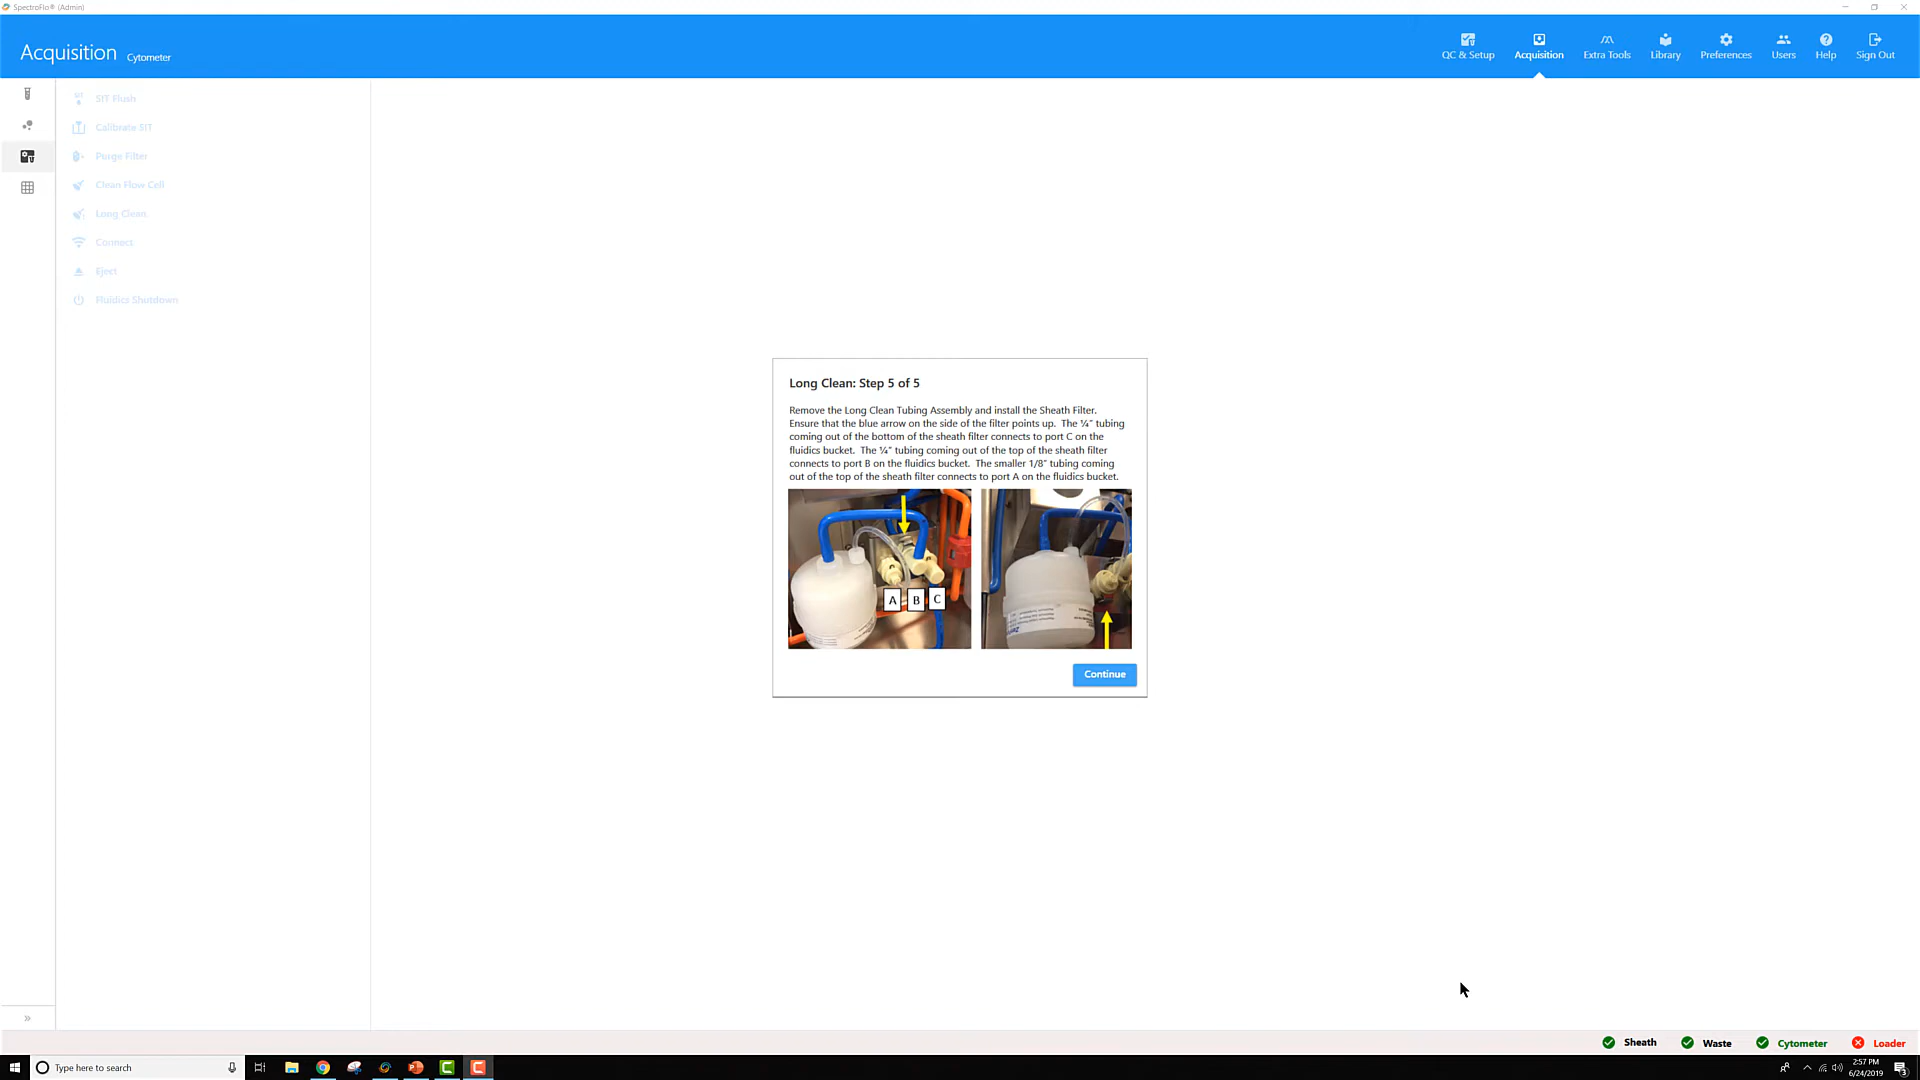 SpectroFlo® (Admin)
Acquisition Cytometer
QC & Setup
Acquisition
Extra Tools
Library
Preferences
Users
Help
Sign Out
SIT Flush
Calibrate SIT
Purge Filter
Clean Flow Cell
Long Clean
Connect
Eject
Fluidics Shutdown
Long Clean: Step 5 of 5
Remove the Long Clean Tubing Assembly and install the Sheath Filter.
Ensure that the blue arrow on the side of the filter points up. The ¼" tubing
coming out of the bottom of the sheath filter connects to port C on the
fluidics bucket. The ¼" tubing coming out of the top of the sheath filter
connects to port B on the fluidics bucket. The smaller 1/8" tubing coming
out of the top of the sheath filter connects to port A on the fluidics bucket.
A B C
Continue
Sheath
Waste
Cytometer
Loader
Type here to search
2:57 PM
6/24/2019
3